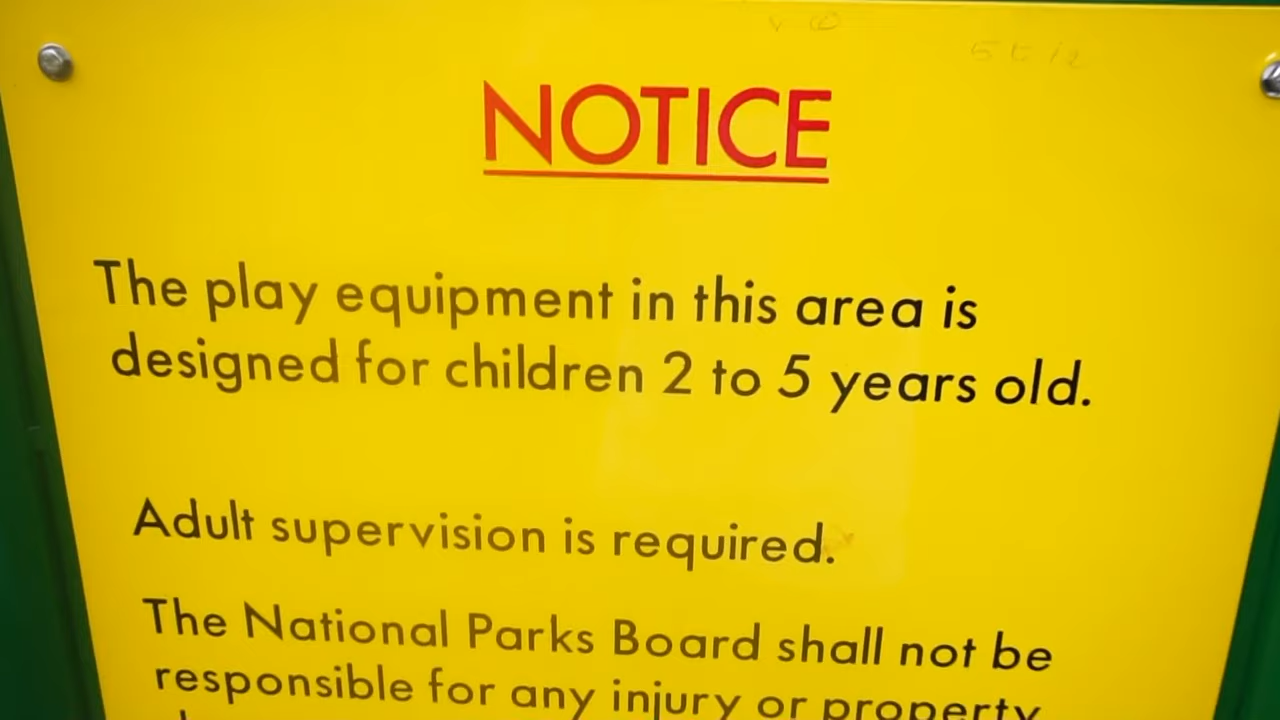 NOTICE
The play equipment in this area is
designed for children 2 to 5 years old.
Adult supervision is required.
The National Parks Board shall not be
responsible for any injury or property